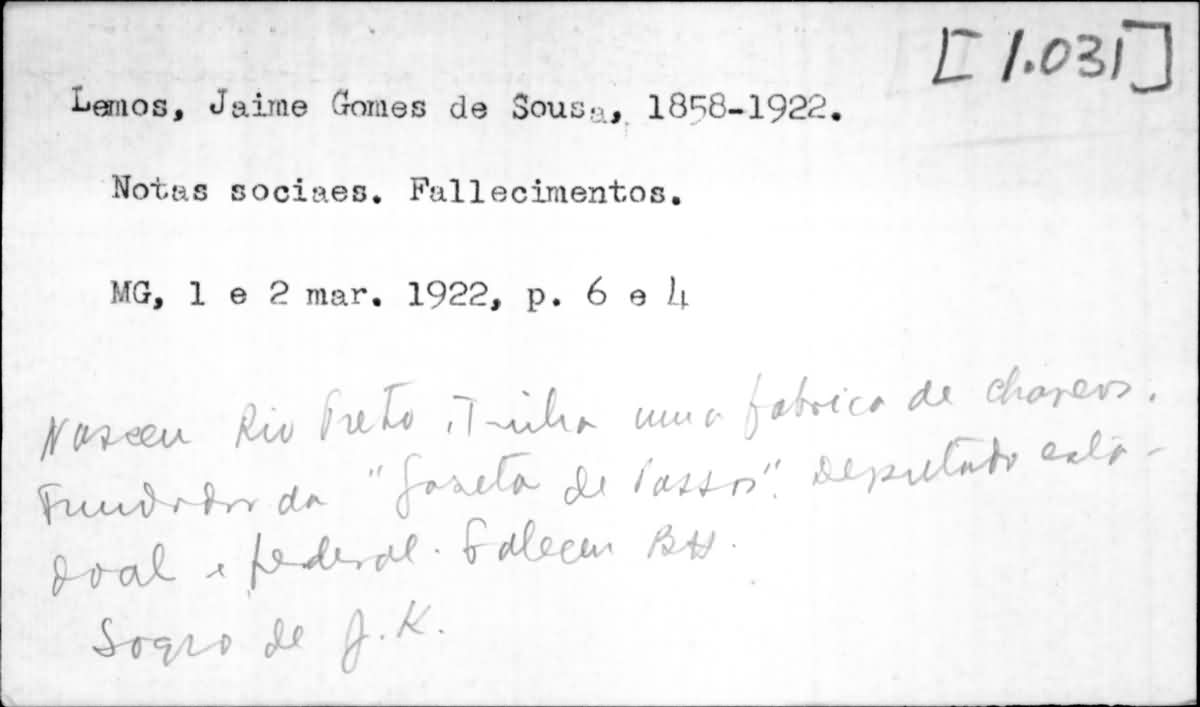 [1.031]
Lemos, Jaime Gomes de Sousa, 1858-1922.
Notas sociaes. Fallecimentos.
MG, 1 e 2 mar. 1922, p. 6 e 4
Nasceu Rio Preto. Tinha uma fabrica de chapeos.
Fundador da "Gazeta de Passos". Deputado esta-
doal e federal. Faleceu BH.
Sogro de J.K.